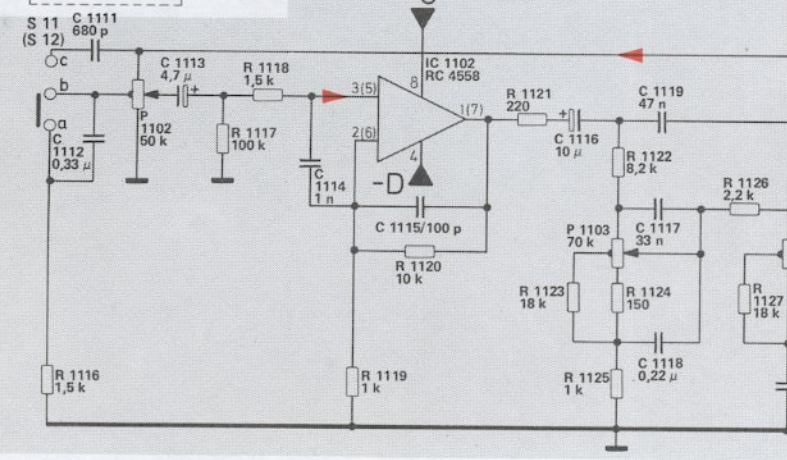 S 11
(S 12)
C 1111
680 p
c
b
a
C 1113
4,7 µ
+
R 1118
1,5 k
IC 1102
RC 4558
8
3(5)
2(6)
1(7)
4
-D
P
1102
50 k
R 1117
100 k
C
1112
0,33 µ
C
1114
1 n
C 1115/100 p
R 1120
10 k
R 1121
220
+
C 1116
10 µ
C 1119
47 n
R 1122
8,2 k
R 1126
2,2 k
P 1103
70 k
C 1117
33 n
R 1123
18 k
R 1124
150
R
1127
18 k
C 1118
0,22 µ
R 1116
1,5 k
R 1119
1 k
R 1125
1 k